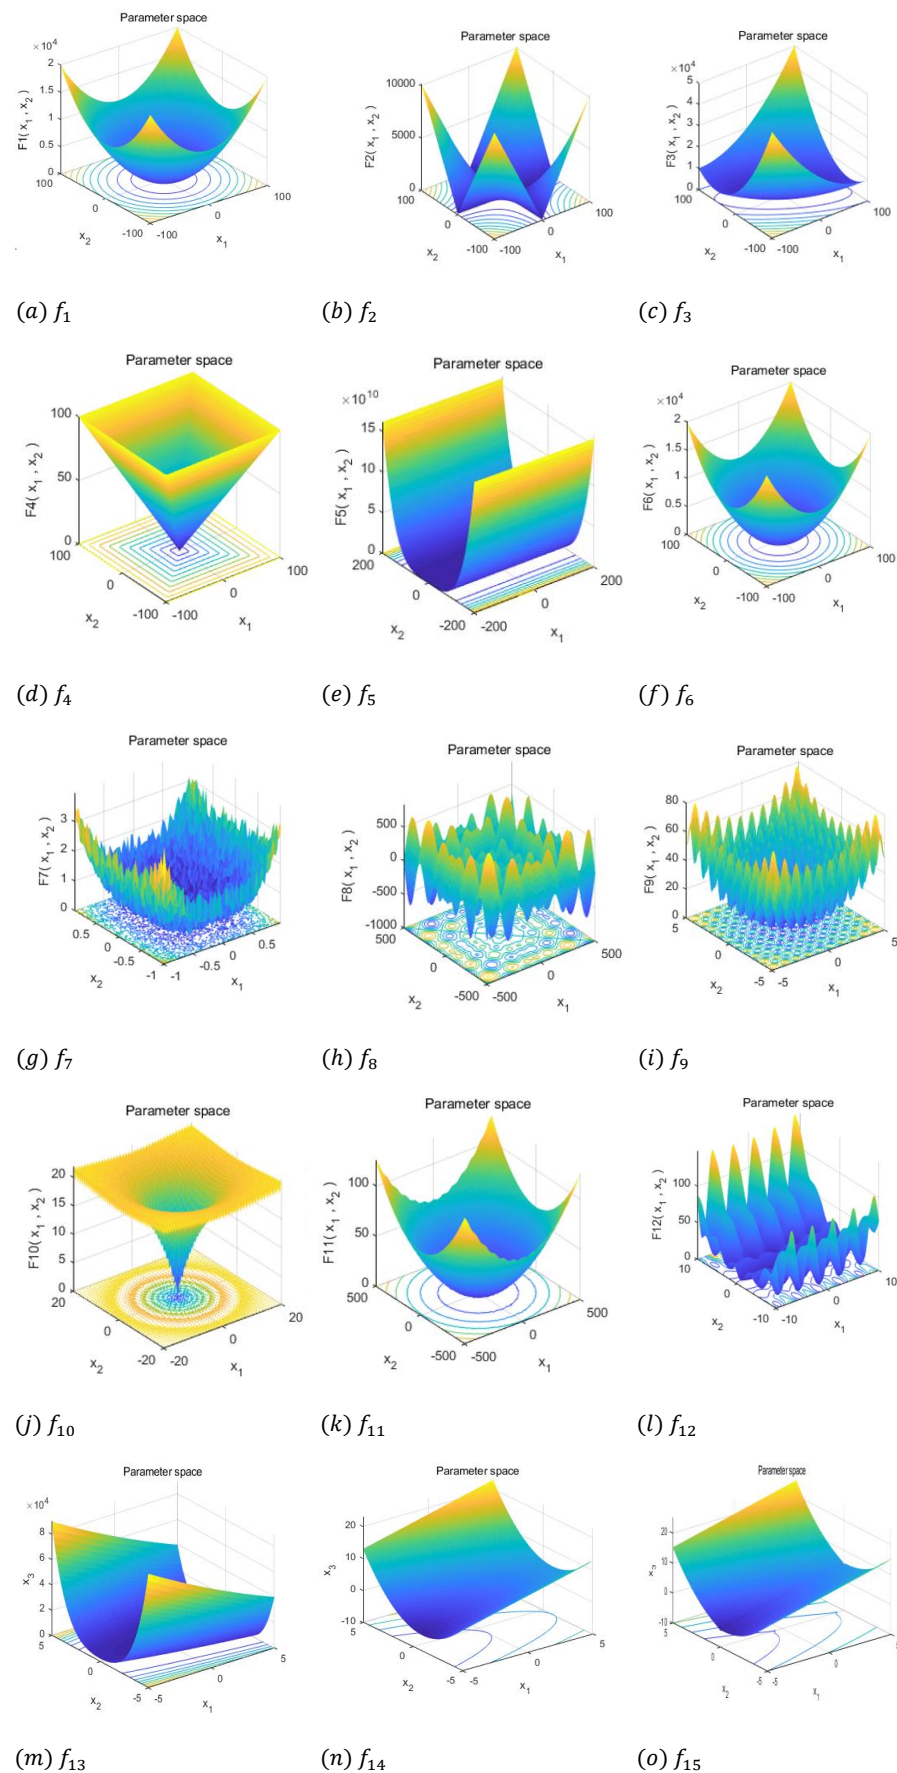 Parameter space
×10⁴
2
1.5
1
0.5
0
F1( x₁ , x₂ )
100
0
-100
x₂
-100
0
100
x₁
(a) f₁
Parameter space
10000
5000
0
F2( x₁ , x₂ )
100
0
-100
x₂
-100
0
100
x₁
(b) f₂
Parameter space
×10⁴
5
4
3
2
1
0
F3( x₁ , x₂ )
100
0
-100
x₂
-100
0
100
x₁
(c) f₃
Parameter space
100
50
0
F4( x₁ , x₂ )
100
0
-100
x₂
-100
0
100
x₁
(d) f₄
Parameter space
×10¹⁰
15
10
5
0
F5( x₁ , x₂ )
200
0
-200
x₂
-200
0
200
x₁
(e) f₅
Parameter space
×10⁴
2
1.5
1
0.5
0
F6( x₁ , x₂ )
100
0
-100
x₂
-100
0
100
x₁
(f) f₆
Parameter space
3
2
1
0
F7( x₁ , x₂ )
0.5
0
-0.5
-1
x₂
-1
-0.5
0
0.5
x₁
(g) f₇
Parameter space
500
0
-500
-1000
F8( x₁ , x₂ )
500
0
-500
x₂
-500
0
500
x₁
(h) f₈
Parameter space
80
60
40
20
0
F9( x₁ , x₂ )
5
0
-5
x₂
-5
0
5
x₁
(i) f₉
Parameter space
20
15
10
5
0
F10( x₁ , x₂ )
20
0
-20
x₂
-20
0
20
x₁
(j) f₁₀
Parameter space
100
50
0
F11( x₁ , x₂ )
500
0
-500
x₂
-500
0
500
x₁
(k) f₁₁
Parameter space
100
50
0
F12( x₁ , x₂ )
10
0
-10
x₂
-10
0
10
x₁
(l) f₁₂
Parameter space
×10⁴
8
6
4
2
0
x₃
5
0
-5
x₂
-5
0
5
x₁
(m) f₁₃
Parameter space
20
10
0
-10
x₃
5
0
-5
x₂
-5
0
5
x₁
(n) f₁₄
Parameter space
20
10
0
-10
x₃
5
0
-5
x₂
-5
0
5
x₁
(o) f₁₅